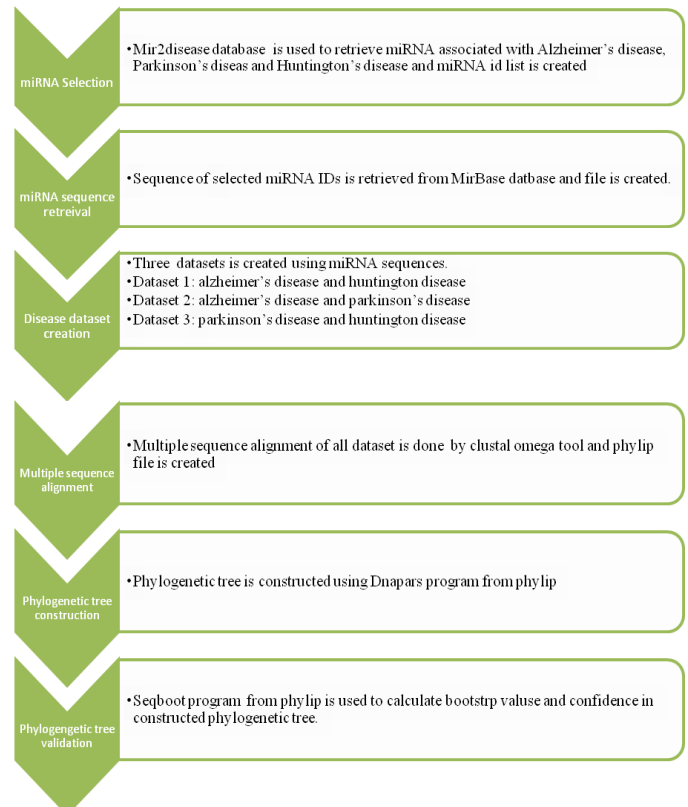 miRNA Selection
•Mir2disease database is used to retrieve miRNA associated with Alzheimer’s disease,
Parkinson’s diseas and Huntington’s disease and miRNA id list is created
miRNA sequence
retreival
•Sequence of selected miRNA IDs is retrieved from MirBase datbase and file is created.
Disease dataset
creation
•Three datasets is created using miRNA sequences.
•Dataset 1: alzheimer’s disease and huntington disease
•Dataset 2: alzheimer’s disease and parkinson’s disease
•Dataset 3: parkinson’s disease and huntington disease
Multiple sequence
alignment
•Multiple sequence alignment of all dataset is done by clustal omega tool and phylip
file is created
Phylogenetic tree
construction
•Phylogenetic tree is constructed using Dnapars program from phylip
Phylogengetic tree
validation
•Seqboot program from phylip is used to calculate bootstrp valuse and confidence in
constructed phylogenetic tree.